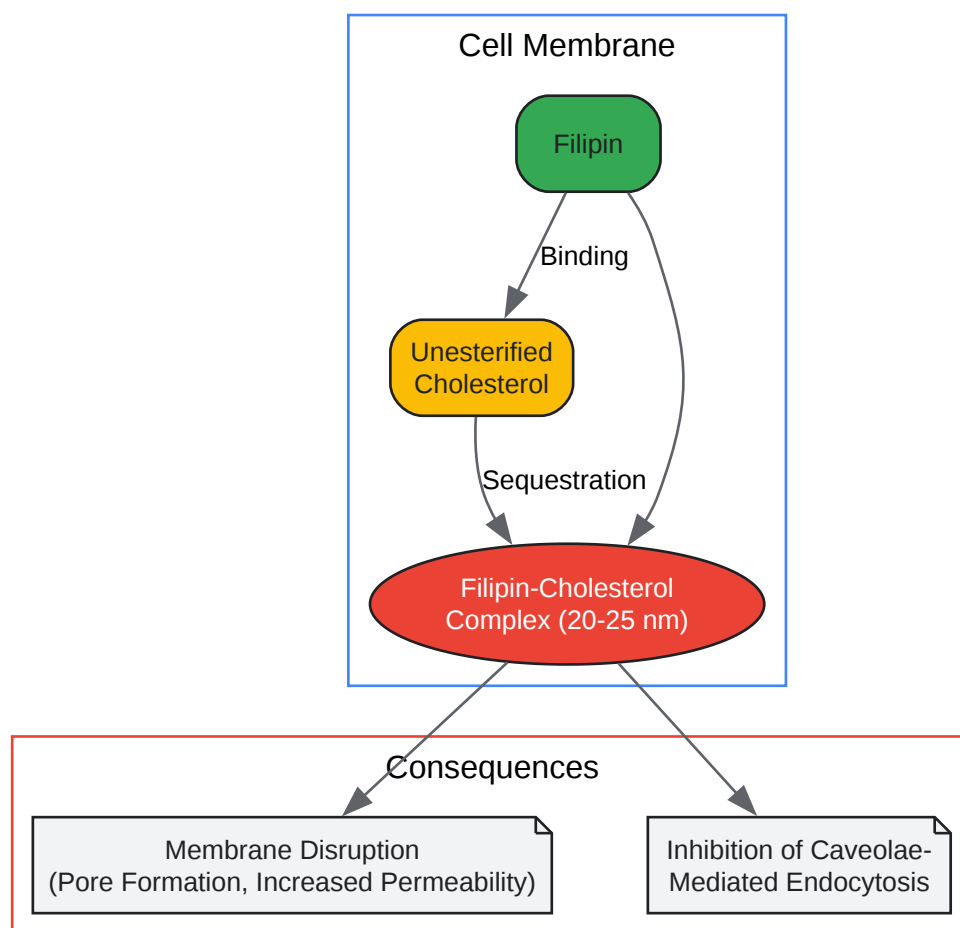 Cell Membrane
Filipin
Binding
Unesterified
Cholesterol
Sequestration
Filipin-Cholesterol
Complex (20-25 nm)
Consequences
Membrane Disruption
(Pore Formation, Increased Permeability)
Inhibition of Caveolae-
Mediated Endocytosis